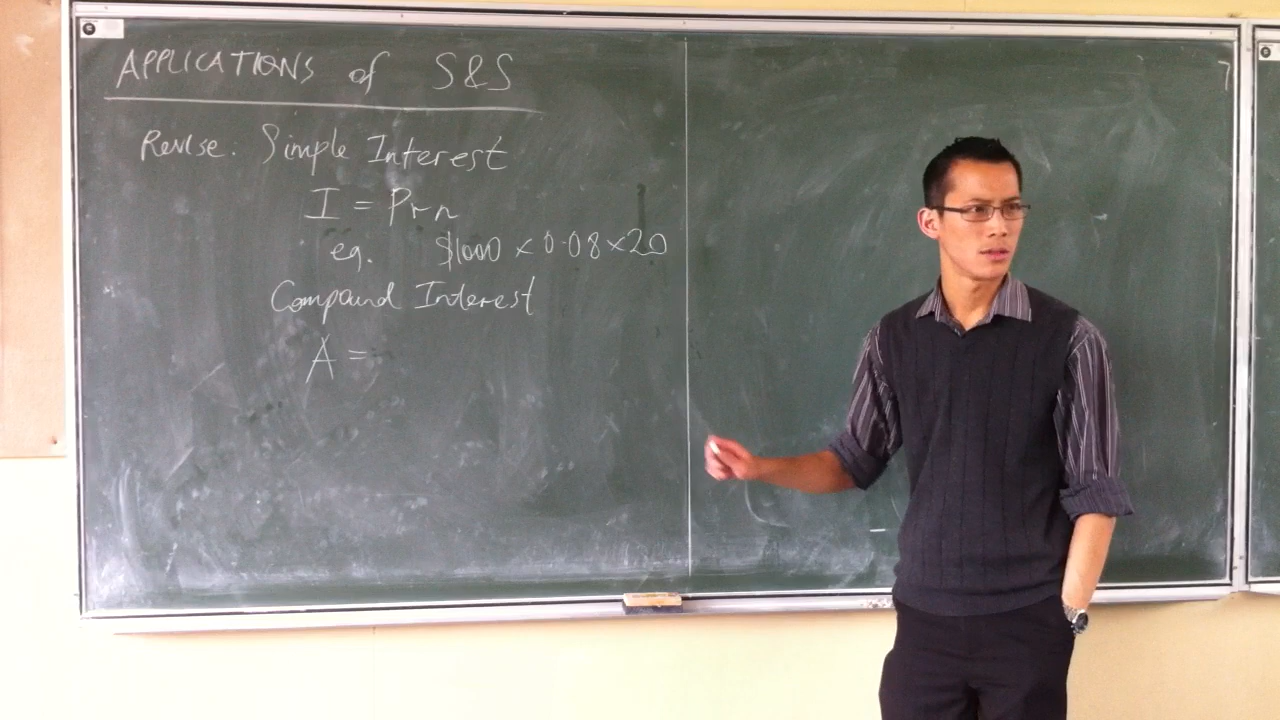 APPLICATIONS of S&S
Revise: Simple Interest
I = Prn
eg. $1000 × 0.08 × 20
Compound Interest
A =